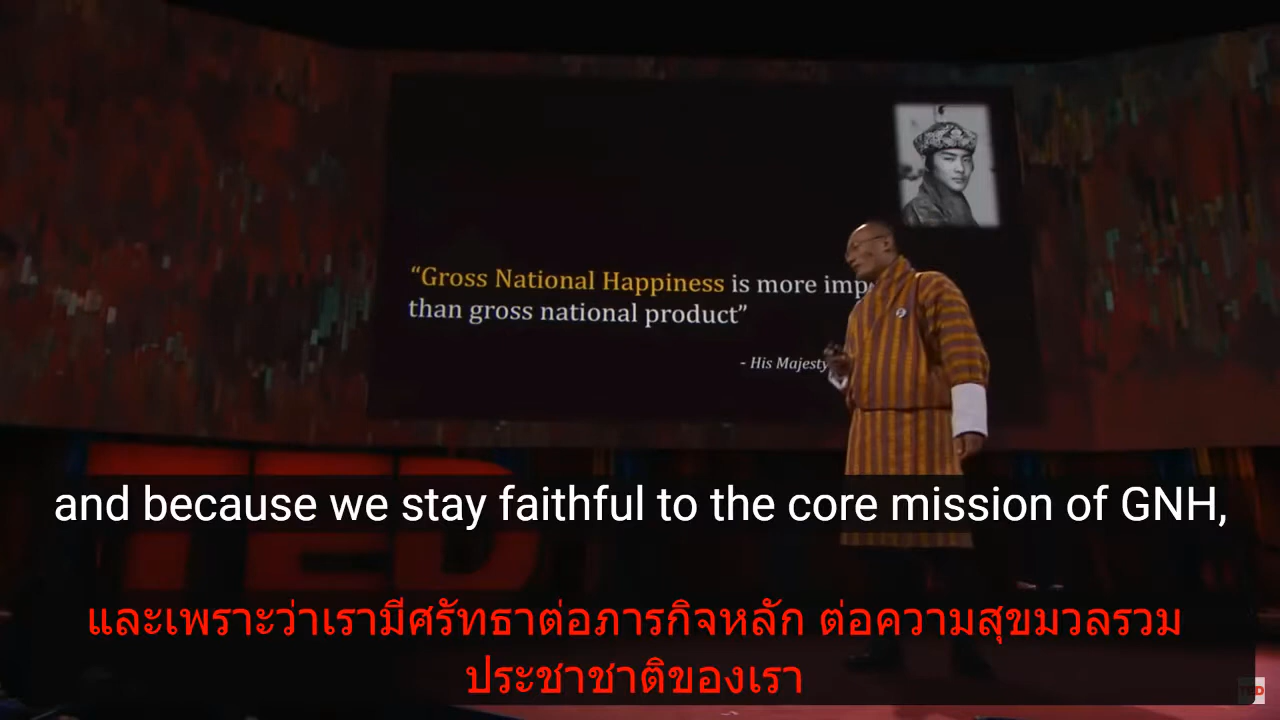 “Gross National Happiness is more
than gross national product”
- His Majesty
TED
and because we stay faithful to the core mission of GNH,
และเพราะว่าเรามีศรัทธาต่อภารกิจหลัก ต่อความสุขมวลรวม
ประชาชาติของเรา
TED